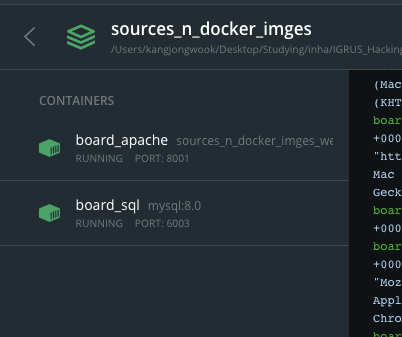 sources_n_docker_imges
/Users/kangjongwook/Desktop/Studying/inha/IGRUS_Hacking
CONTAINERS
board_apache sources_n_docker_imges_we
RUNNING PORT: 8001
board_sql mysql:8.0
RUNNING PORT: 6003
(Mac
(KHT
boar
+000
"htt
Mac
Geck
boar
+000
boar
+000
"Moz
Appl
Chro
boar